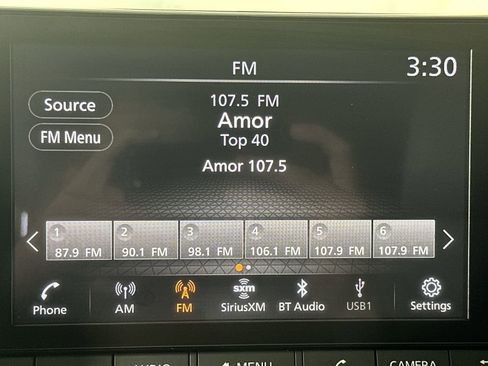 FM
3:30
Source
FM Menu
107.5 FM
Amor
Top 40
Amor 107.5
1 2 3 4 5 6
87.9 FM 90.1 FM 98.1 FM 106.1 FM 107.9 FM 107.9 FM
sxm
Phone AM FM SiriusXM BT Audio USB1 Settings
AUDIO MENU CAMERA